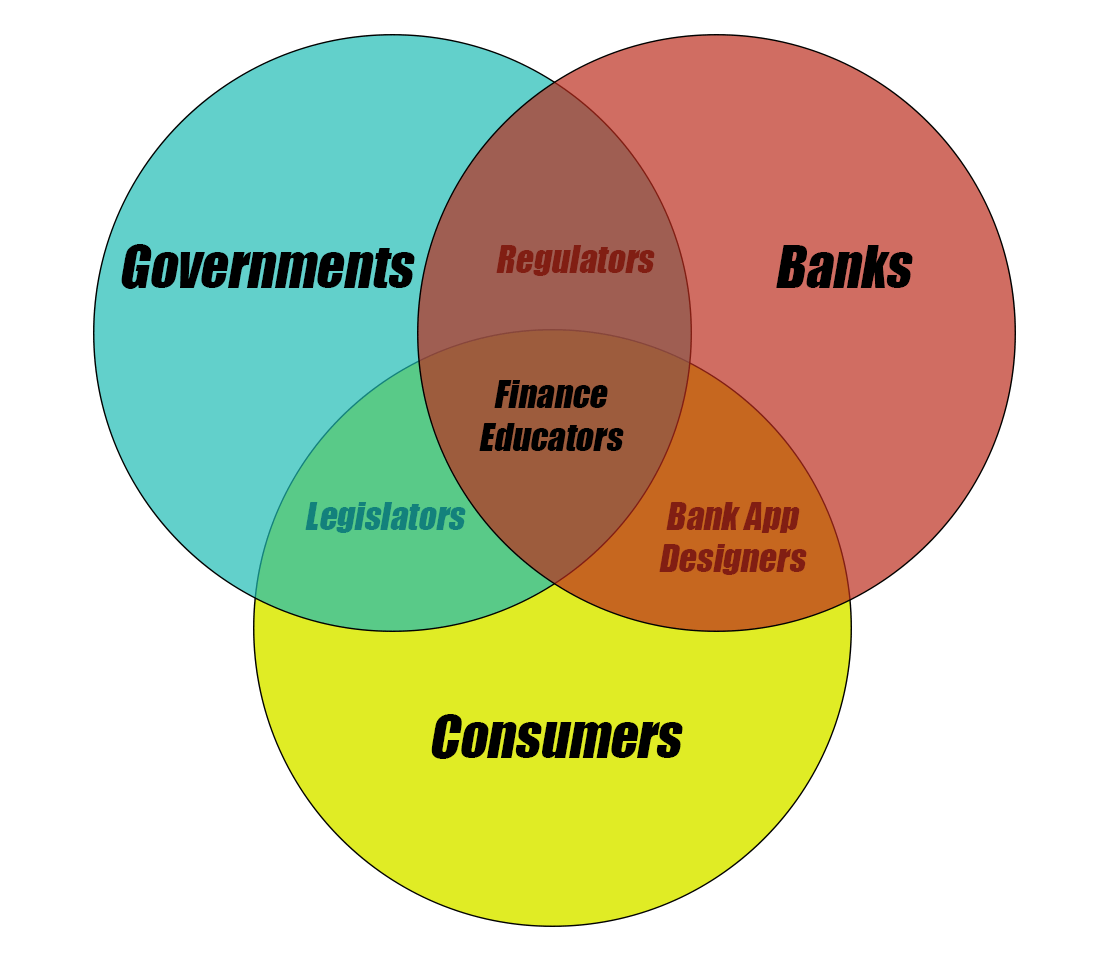 Governments
Regulators
Banks
Finance
Educators
Legislators
Bank App
Designers
Consumers